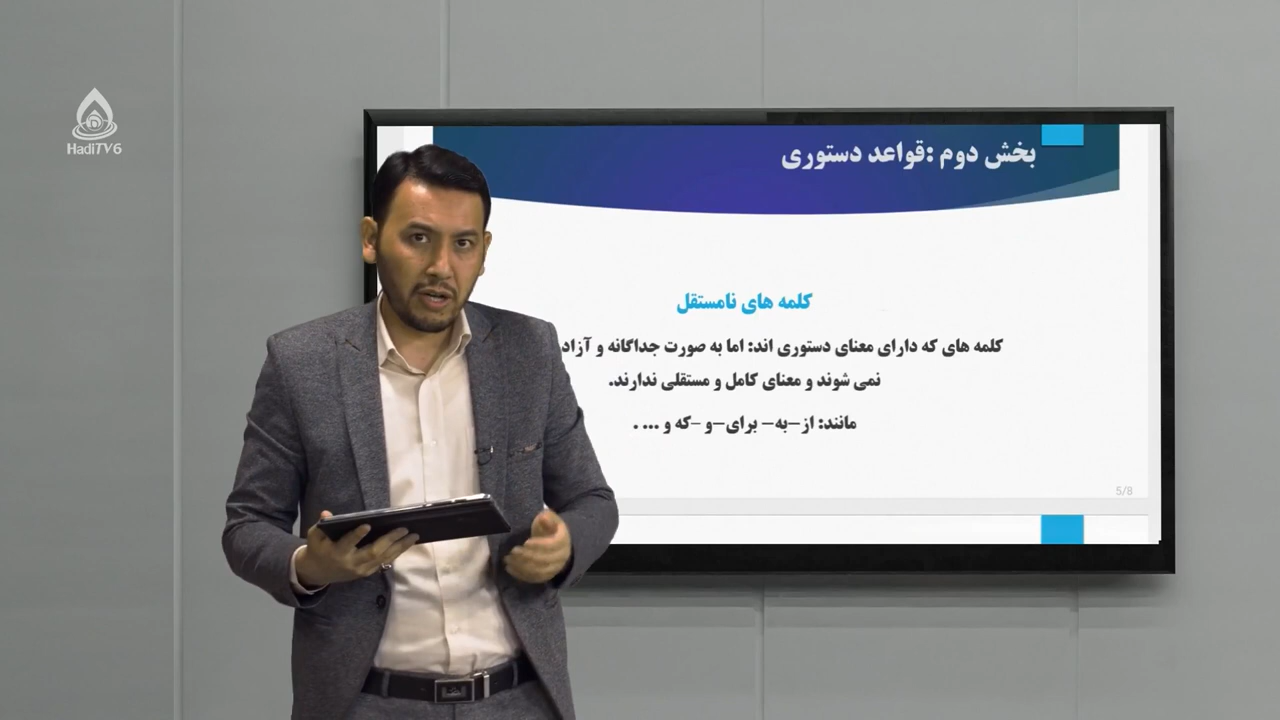 HadiTV6
بخش دوم :قواعد دستوری
کلمه های نامستقل
کلمه های که دارای معنای دستوری اند: اما به صورت جداگانه و آزاد
نمی شوند و معنای کامل و مستقلی ندارند.
مانند: از–به– برای–و –که و ... .
5/8